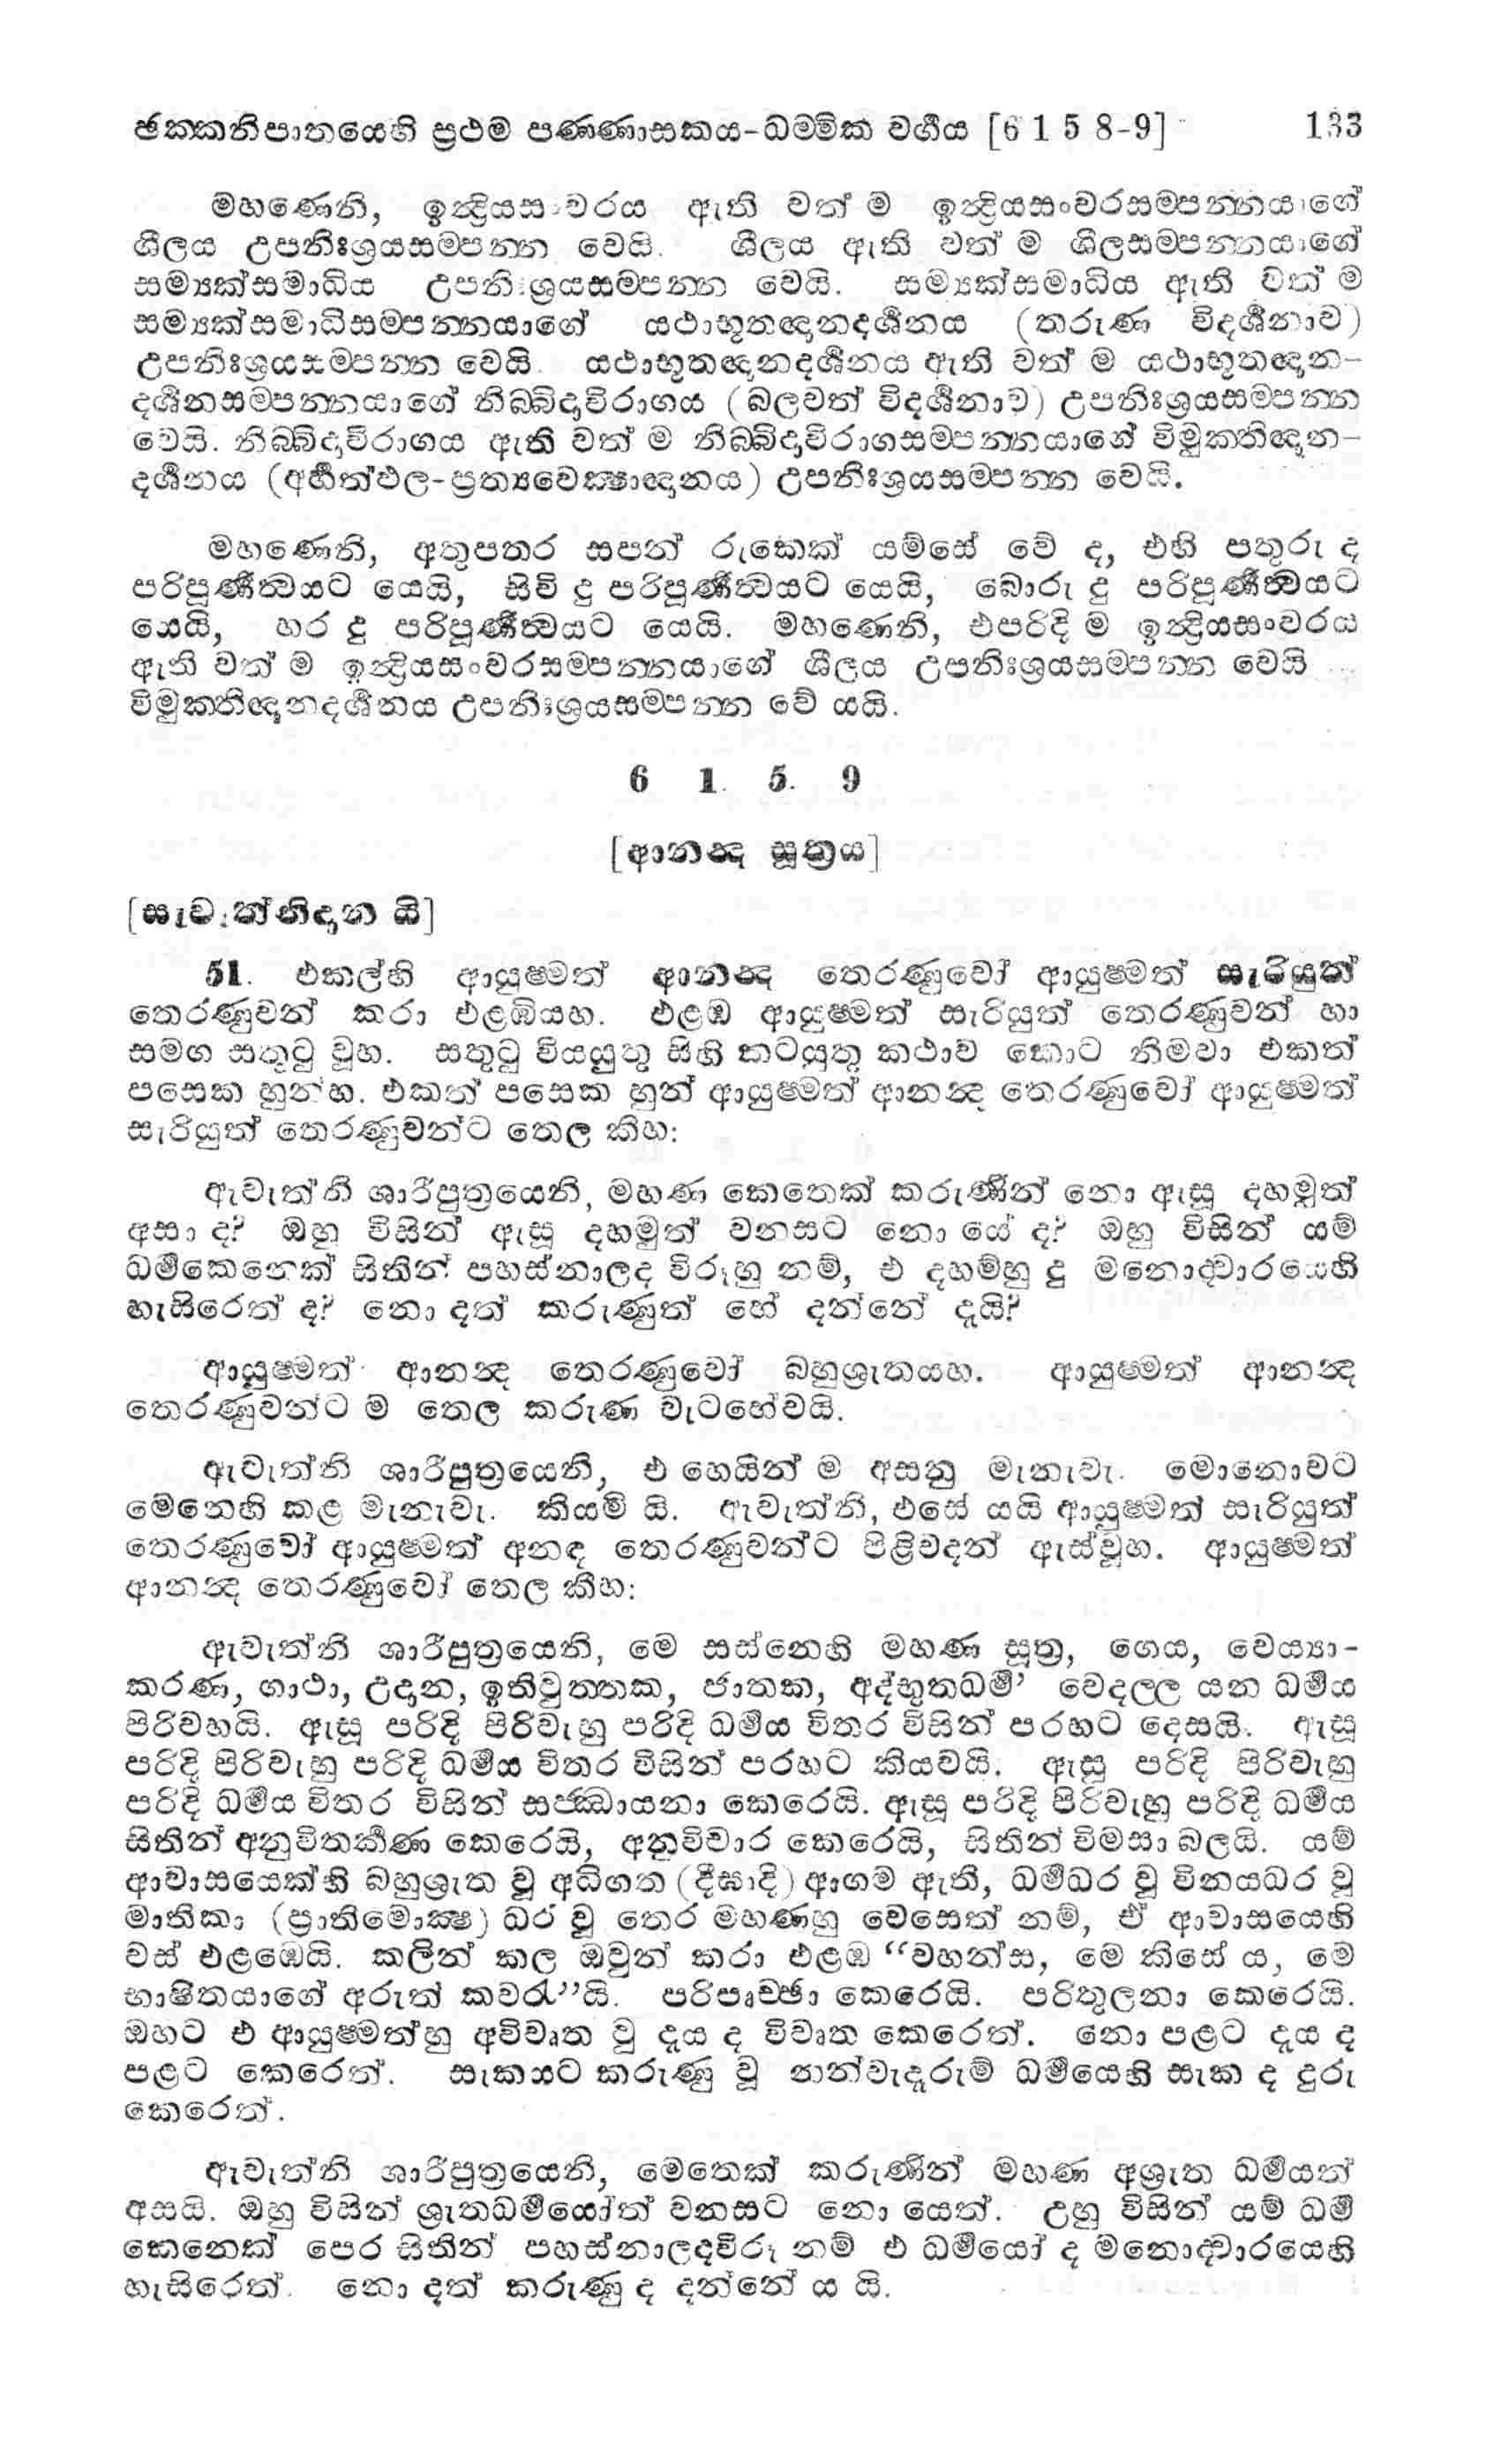 ඡක්කනිපාතයෙහි ප්‍රථම පණ්ණාසකය-ධම්මික වර්ගය [6 1 5 8-9] 133
මහණෙනි, ඉන්ද්‍රියසංවරය ඇති වත් ම ඉන්ද්‍රියසංවරසම්පන්නයාගේ
ශීලය උපනිඃශ්‍රයසම්පන්න වෙයි. ශීලය ඇති වත් ම ශීලසම්පන්නයාගේ
සම්‍යක්සමාධිය උපනිඃශ්‍රයසම්පන්න වෙයි. සම්‍යක්සමාධිය ඇති වත් ම
සම්‍යක්සමාධිසම්පන්නයාගේ යථාභූතඥානදර්‍ශනය (තරුණ විදර්‍ශනාව)
උපනිඃශ්‍රයසම්පන්න වෙයි. යථාභූතඥානදර්‍ශනය ඇති වත් ම යථාභූතඥාන-
දර්‍ශනසම්පන්නයාගේ නිබ්බිදාවිරාගය (බලවත් විදර්‍ශනාව) උපනිඃශ්‍රයසම්පන්න
වෙයි. නිබ්බිදාවිරාගය ඇති වත් ම නිබ්බිදාවිරාගසම්පන්නයාගේ විමුක්තිඥාන-
දර්‍ශනය (අර්‍හත්ඵල-ප්‍රත්‍යවෙක්‍ෂාඥානය) උපනිඃශ්‍රයසම්පන්න වෙයි.
මහණෙනි, අතුපතර සපන් රුකෙක් යම්සේ වේ ද, එහි පතුරු ද
පරිපූර්‍ණත්‍වයට යෙයි, සිවි දු පරිපූර්‍ණත්‍වයට යෙයි, බොරු දු පරිපූර්‍ණත්‍වයට
යෙයි, හර දු පරිපූර්‍ණත්‍වයට යෙයි. මහණෙනි, එපරිදි ම ඉන්ද්‍රියසංවරය
ඇති වත් ම ඉන්ද්‍රියසංවරසම්පන්නයාගේ ශීලය උපනිඃශ්‍රයසම්පන්න වෙයි ...
විමුක්තිඥානදර්‍ශනය උපනිඃශ්‍රයසම්පන්න වේ යයි.
6 1. 5. 9
[ආනන්ද සූත්‍රය]
[සැවැත්නිදාන යි]
51. එකල්හි ආයුෂ්මත් ආනන්ද තෙරණුවෝ ආයුෂ්මත් සැරියුත්
තෙරණුවන් කරා එළඹියහ. එළඹ ආයුෂ්මත් සැරියුත් තෙරණුවන් හා
සමග සතුටු වූහ. සතුටු වියයුතු සිහි කටයුතු කථාව කොට නිමවා එකත්
පසෙක හුන්හ. එකත් පසෙක හුන් ආයුෂ්මත් ආනන්ද තෙරණුවෝ ආයුෂ්මත්
සැරියුත් තෙරණුවන්ට තෙල කිහ:
ඇවැත්නි ශාරීපුත්‍රයෙනි, මහණ කෙතෙක් කරුණින් නො ඇසූ දහමුත්
අසා ද? ඔහු විසින් ඇසූ දහමුත් වනසට නො යේ ද? ඔහු විසින් යම්
ධර්‍මකෙනෙක් සිතින් පහස්නාලද විරූහු නම්, එ දහම්හු දු මනොද්වාරයෙහි
හැසිරෙත් ද? නො දත් කරුණුත් හේ දන්නේ දැයි?
ආයුෂ්මත් ආනන්ද තෙරණුවෝ බහුශ්‍රැතයහ. ආයුෂ්මත් ආනන්ද
තෙරණුවන්ට ම තෙල කරුණ වැටහේවයි.
ඇවැත්නි ශාරීපුත්‍රයෙනි, එ හෙයින් ම අසනු මැනැවැ. මොනොවට
මෙනෙහි කළ මැනැවැ. කියමි යි. ඇවැත්නි, එසේ යයි ආයුෂ්මත් සැරියුත්
තෙරණුවෝ ආයුෂ්මත් අනඳ තෙරණුවන්ට පිළිවදන් ඇස්වූහ. ආයුෂ්මත්
ආනන්ද තෙරණුවෝ තෙල කීහ:
ඇවැත්නි ශාරීපුත්‍රයෙනි, මෙ සස්නෙහි මහණ සූත්‍ර, ගෙය, වෙය්‍යා-
කරණ, ගාථා, උදාන, ඉතිවුත්තක, ජාතක, අද්භුතධර්‍ම’ වෙදල්ල යන ධර්‍මය
පිරිවහයි. ඇසූ පරිදි පිරිවැහු පරිදි ධර්‍මය විතර විසින් පරහට දෙසයි. ඇසූ
පරිදි පිරිවැහු පරිදි ධර්‍මය විතර විසින් පරහට කියවයි. ඇසූ පරිදි පිරිවැහු
පරිදි ධර්‍මය විතර විසින් සජ්ඣායනා කෙරෙයි. ඇසූ පරිදි පිරිවැහු පරිදි ධර්‍මය
සිතින් අනුවිතර්‍කණ කෙරෙයි, අනුවිචාර කෙරෙයි, සිතින් විමසා බලයි. යම්
ආවාසයෙක්හි බහුශ්‍රැත වූ අධිගත (දීඝාදි) ආගම ඇති, ධර්‍මධර වූ විනයධර වූ
මාතිකා (ප්‍රාතිමොක්‍ෂ) ධර වූ තෙර මහණහු වෙසෙත් නම්, ඒ ආවාසයෙහි
වස් එළඹෙයි. කලින් කල ඔවුන් කරා එළඹ “වහන්ස, මෙ කිසේ ය, මෙ
භාෂිතයාගේ අරුත් කවරැ”යි. පරිපෘච්ඡා කෙරෙයි. පරිතුලනා කෙරෙයි.
ඔහට එ ආයුෂ්මත්හු අවිවෘත වූ දැය ද විවෘත කෙරෙත්. නො පළට දැය ද
පළට කෙරෙත්. සැකයට කරුණු වූ නන්වැදෑරුම් ධර්‍මයෙහි සැක ද දුරු
කෙරෙත්.
ඇවැත්නි ශාරීපුත්‍රයෙනි, මෙතෙක් කරුණින් මහණ අශ්‍රැත ධර්‍මයත්
අසයි. ඔහු විසින් ශ්‍රැතධර්‍මයෝත් වනසට නො යෙත්. උහු විසින් යම් ධර්‍ම
කෙනෙක් පෙර සිතින් පහස්නාලදවිරූ නම් එ ධර්‍මයෝ ද මනොද්වාරයෙහි
හැසිරෙත්. නො දත් කරුණු ද දන්නේ ය යි.